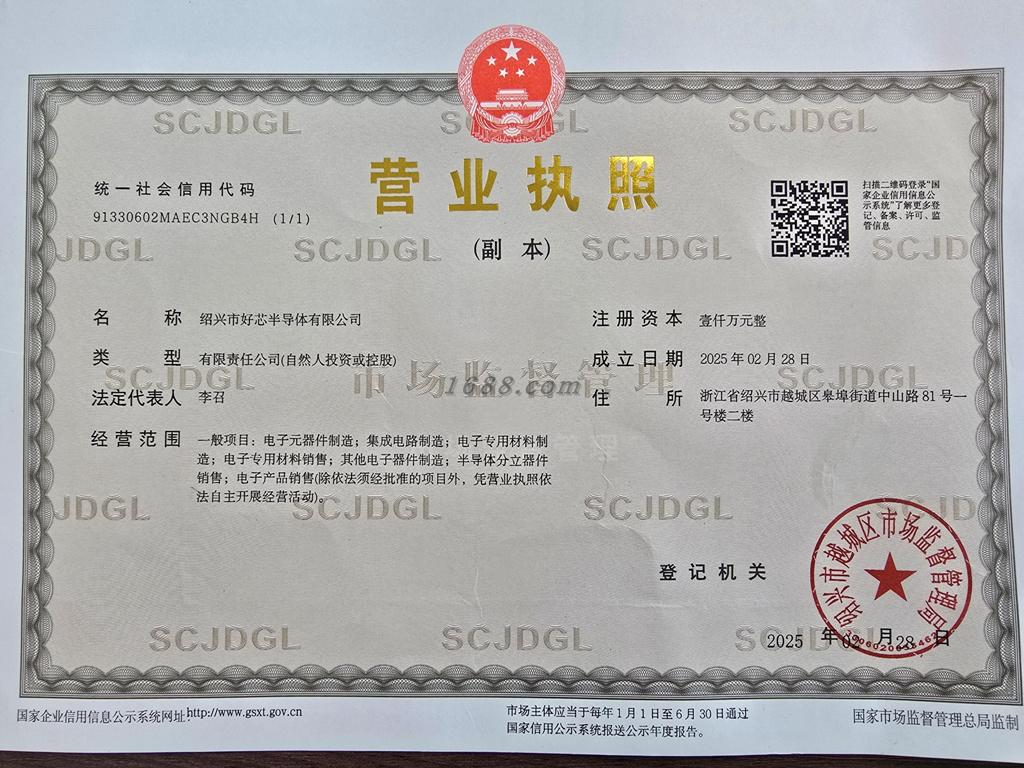 营业执照
(副 本)
统一社会信用代码
91330602MAEC3NGB4H (1/1)
扫描二维码登录“国
家企业信用信息公
示系统”了解更多登
记、备案、许可、监
管信息
名 称 绍兴市好芯半导体有限公司
类 型 有限责任公司(自然人投资或控股)
法定代表人 李召
经营范围 一般项目：电子元器件制造；集成电路制造；电子专用材料制
造；电子专用材料销售；其他电子器件制造；半导体分立器件
销售；电子产品销售(除依法须经批准的项目外，凭营业执照依
法自主开展经营活动)。
注册资本 壹仟万元整
成立日期 2025年02月28日
住 所 浙江省绍兴市越城区皋埠街道中山路81号一
号楼二楼
SCJDGL
市场监督管理
1688.com
登记机关
绍兴市越城区市场监督管理局
2025 年 02 月 28 日
国家企业信用信息公示系统网址:http://www.gsxt.gov.cn
市场主体应当于每年1月1日至6月30日通过
国家信用公示系统报送公示年度报告。
国家市场监督管理总局监制